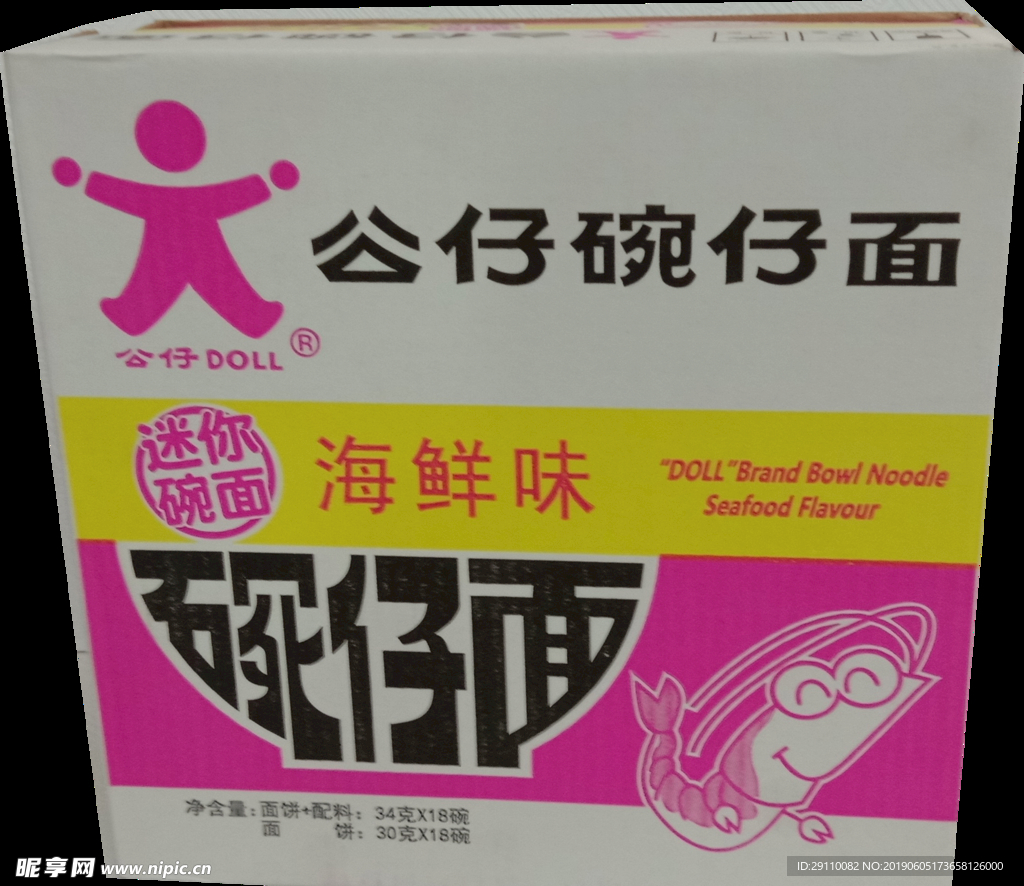 公仔碗仔面
公仔DOLL®
迷你
碗面
海鲜味
“DOLL”Brand Bowl Noodle
Seafood Flavour
碗仔面
净含量：面饼+配料：34克X18碗
面 饼：30克X18碗
昵享网 www.nipic.cn
ID:29110082 NO:20190605173658126000